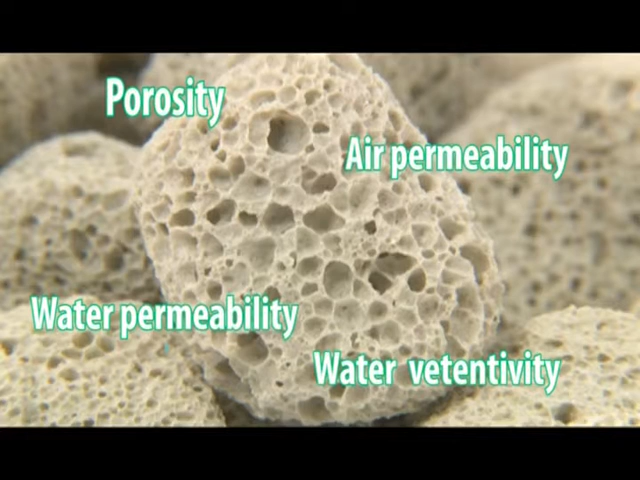 Porosity
Air permeability
Water permeability
Water vetentivity